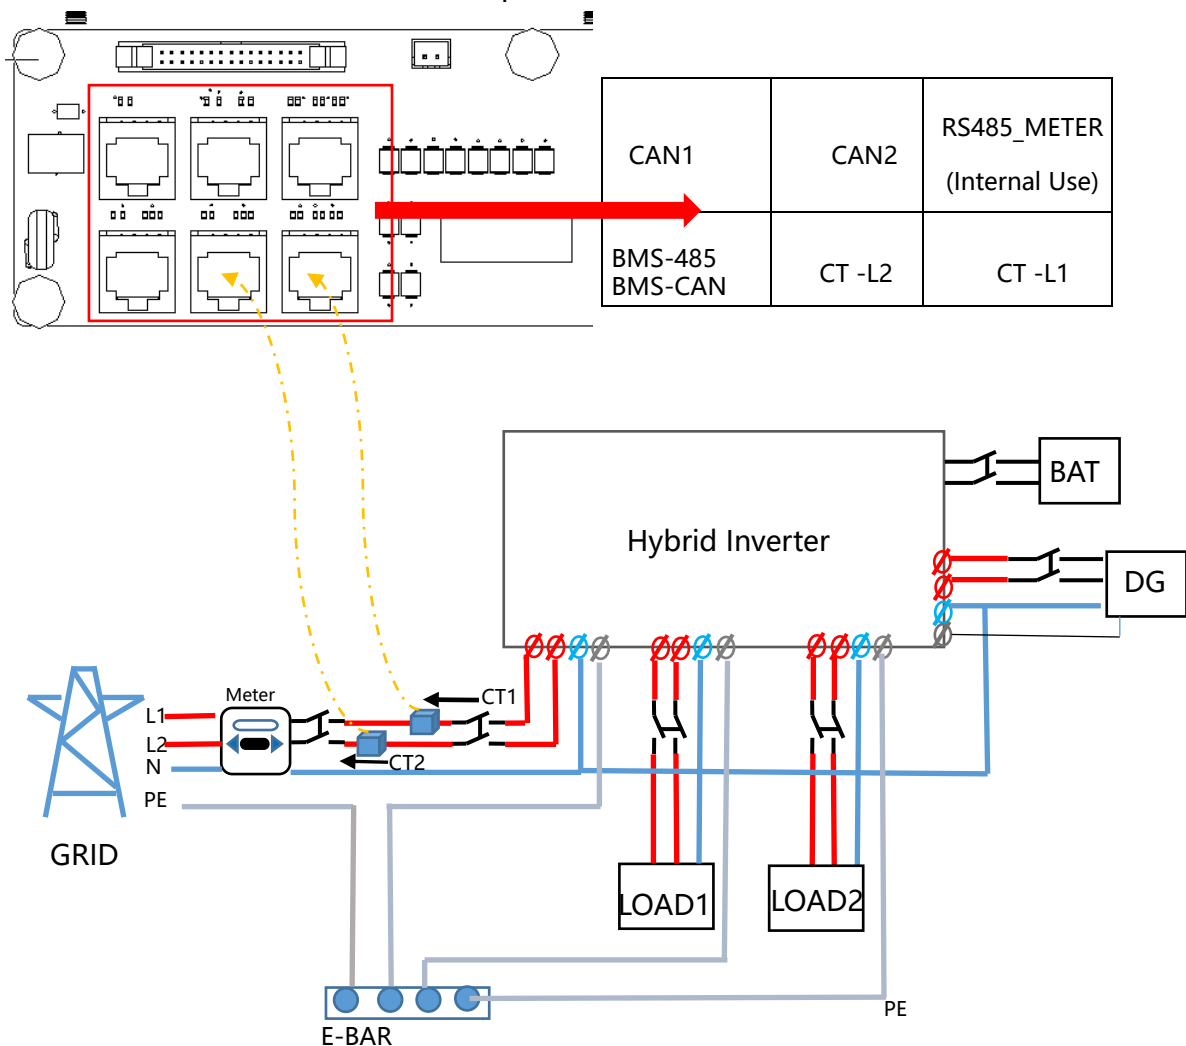 CAN1
CAN2
RS485_METER
(Internal Use)
BMS-485
BMS-CAN
CT -L2
CT -L1
BAT
Hybrid Inverter
DG
Meter
CT1
L1
L2
CT2
N
PE
GRID
LOAD1
LOAD2
PE
E-BAR